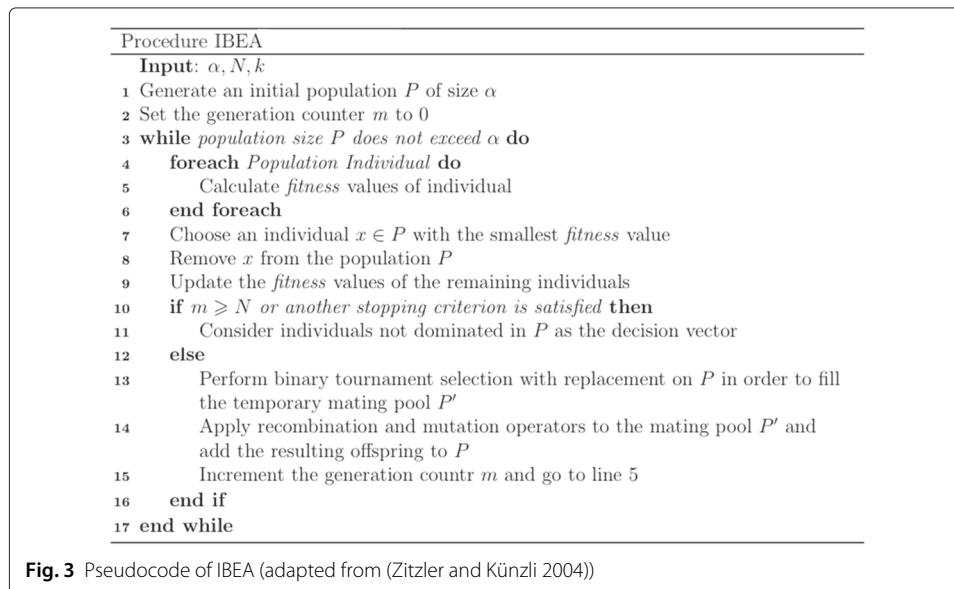 Procedure IBEA
Input: α, N, k
1 Generate an initial population P of size α
2 Set the generation counter m to 0
3 while population size P does not exceed α do
4 foreach Population Individual do
5 Calculate fitness values of individual
6 end foreach
7 Choose an individual x ∈ P with the smallest fitness value
8 Remove x from the population P
9 Update the fitness values of the remaining individuals
10 if m ⩾ N or another stopping criterion is satisfied then
11 Consider individuals not dominated in P as the decision vector
12 else
13 Perform binary tournament selection with replacement on P in order to fill
the temporary mating pool P′
14 Apply recombination and mutation operators to the mating pool P′ and
add the resulting offspring to P
15 Increment the generation countr m and go to line 5
16 end if
17 end while
Fig. 3 Pseudocode of IBEA (adapted from (Zitzler and Künzli 2004))